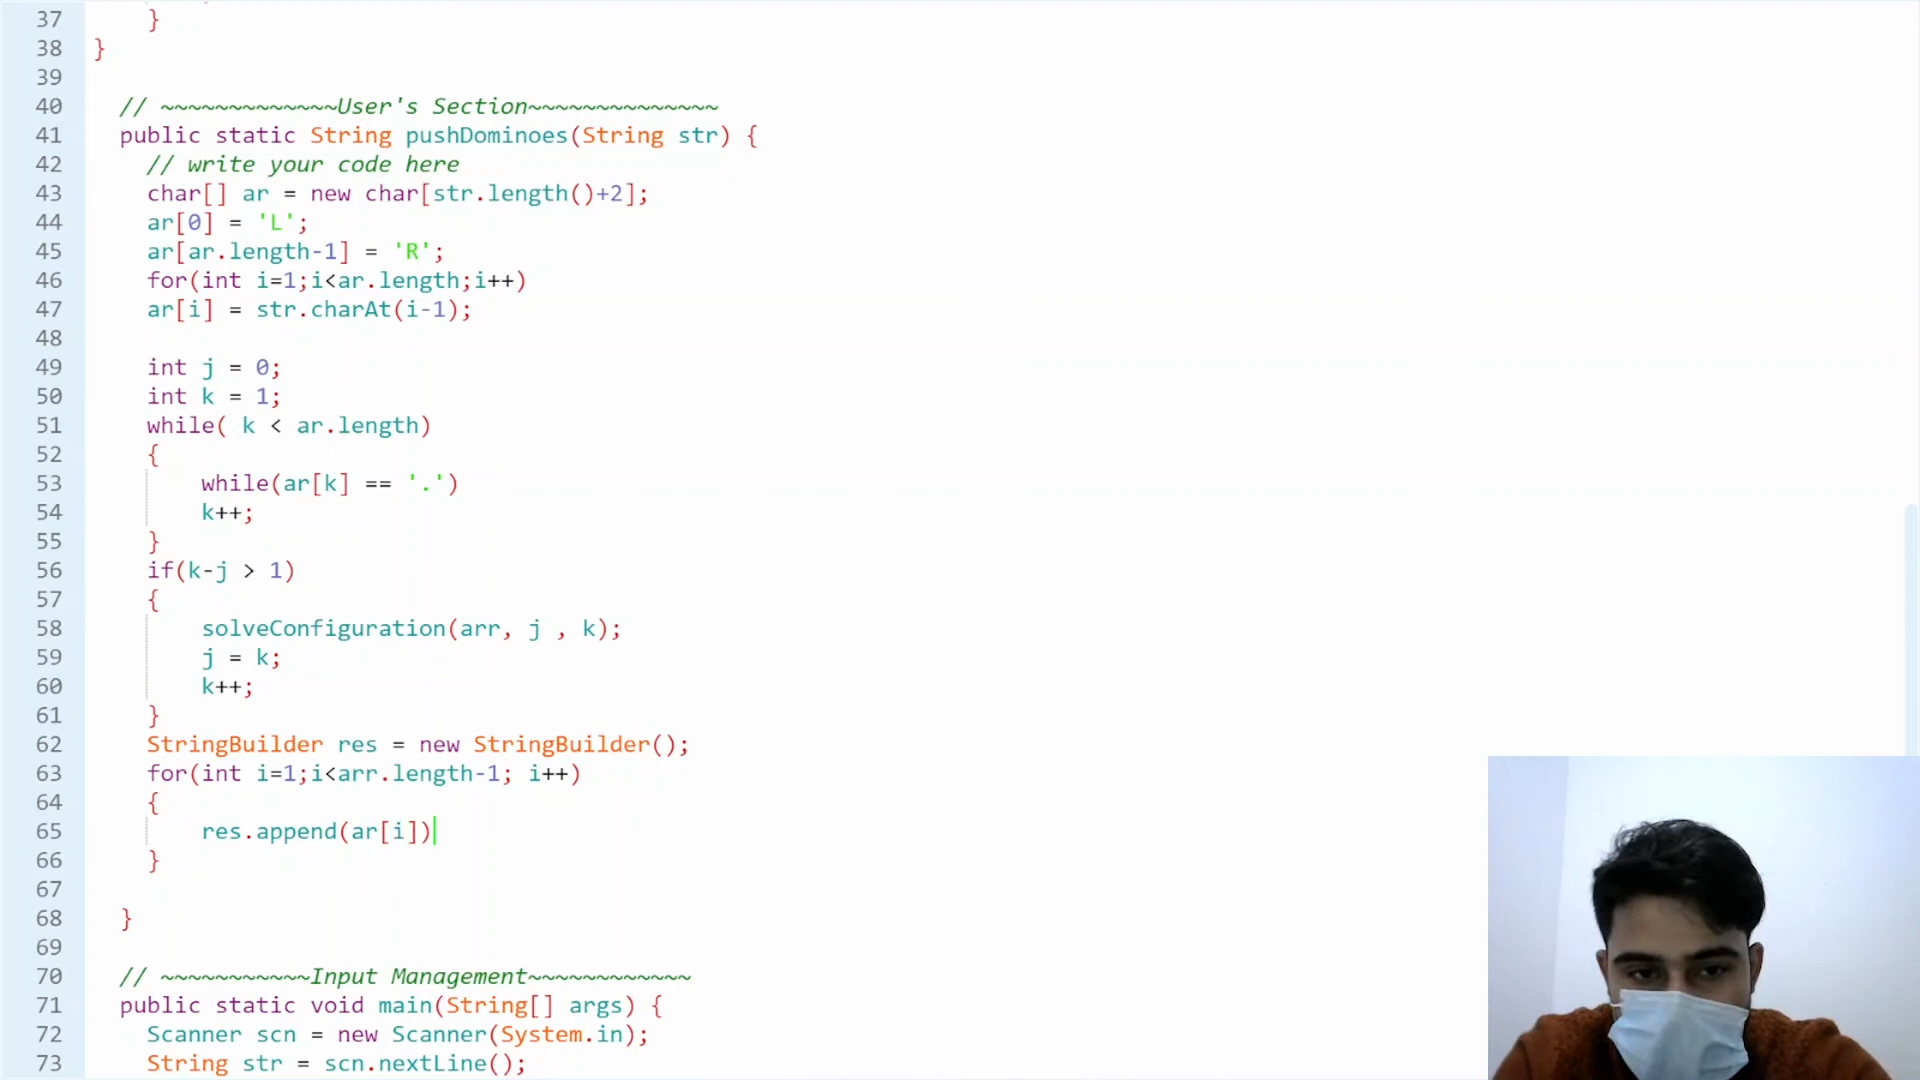 37 }
38 }
39
40 // ~~~~~~~~~~~~~User's Section~~~~~~~~~~~~~~
41 public static String pushDominoes(String str) {
42 // write your code here
43 char[] ar = new char[str.length()+2];
44 ar[0] = 'L';
45 ar[ar.length-1] = 'R';
46 for(int i=1;i<ar.length;i++)
47 ar[i] = str.charAt(i-1);
48
49 int j = 0;
50 int k = 1;
51 while( k < ar.length)
52 {
53 while(ar[k] == '.')
54 k++;
55 }
56 if(k-j > 1)
57 {
58 solveConfiguration(arr, j , k);
59 j = k;
60 k++;
61 }
62 StringBuilder res = new StringBuilder();
63 for(int i=1;i<arr.length-1; i++)
64 {
65 res.append(ar[i])
66 }
67
68 }
69
70 // ~~~~~~~~~~~Input Management~~~~~~~~~~~~
71 public static void main(String[] args) {
72 Scanner scn = new Scanner(System.in);
73 String str = scn.nextLine();